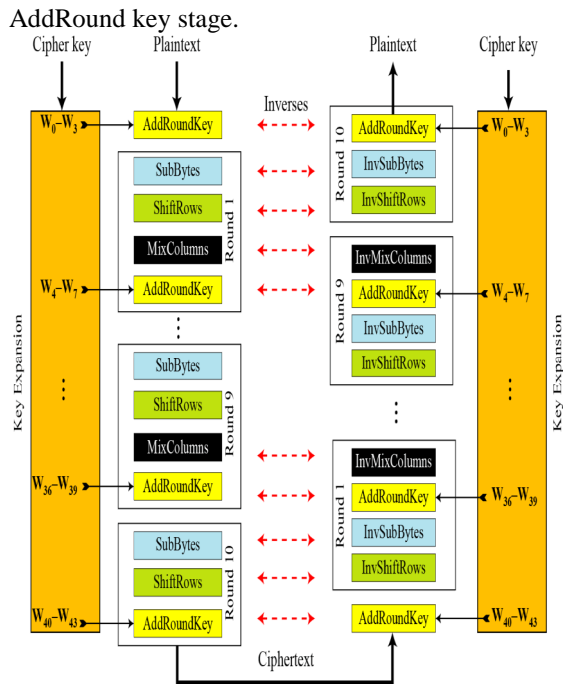 AddRound key stage.
Cipher key
Plaintext
Plaintext
Cipher key
Key Expansion
W0–W3
W4–W7
⋮
W36–W39
W40–W43
AddRoundKey
Round 1
SubBytes
ShiftRows
MixColumns
AddRoundKey
⋮
Round 9
SubBytes
ShiftRows
MixColumns
AddRoundKey
Round 10
SubBytes
ShiftRows
AddRoundKey
Inverses
Ciphertext
Round 10
AddRoundKey
InvSubBytes
InvShiftRows
Round 9
InvMixColumns
AddRoundKey
InvSubBytes
InvShiftRows
⋮
Round 1
InvMixColumns
AddRoundKey
InvSubBytes
InvShiftRows
AddRoundKey
W0–W3
W4–W7
⋮
W36–W39
W40–W43
Key Expansion